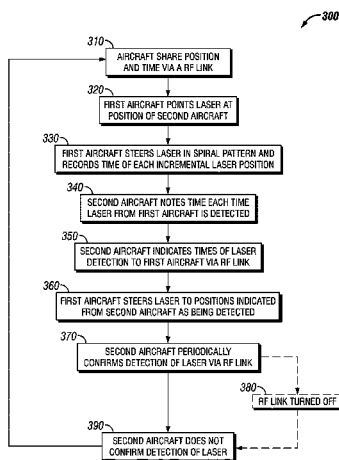 300
310
AIRCRAFT SHARE POSITION
AND TIME VIA A RF LINK
320
FIRST AIRCRAFT POINTS LASER AT
POSITION OF SECOND AIRCRAFT
330
FIRST AIRCRAFT STEERS LASER IN SPIRAL PATTERN AND
RECORDS TIME OF EACH INCREMENTAL LASER POSITION
340
SECOND AIRCRAFT NOTES TIME EACH TIME
LASER FROM FIRST AIRCRAFT IS DETECTED
350
SECOND AIRCRAFT INDICATES TIMES OF LASER
DETECTION TO FIRST AIRCRAFT VIA RF LINK
360
FIRST AIRCRAFT STEERS LASER TO POSITIONS INDICATED
FROM SECOND AIRCRAFT AS BEING DETECTED
370
SECOND AIRCRAFT PERIODICALLY
CONFIRMS DETECTION OF LASER VIA RF LINK
380
RF LINK TURNED OFF
390
SECOND AIRCRAFT DOES NOT
CONFIRM DETECTION OF LASER